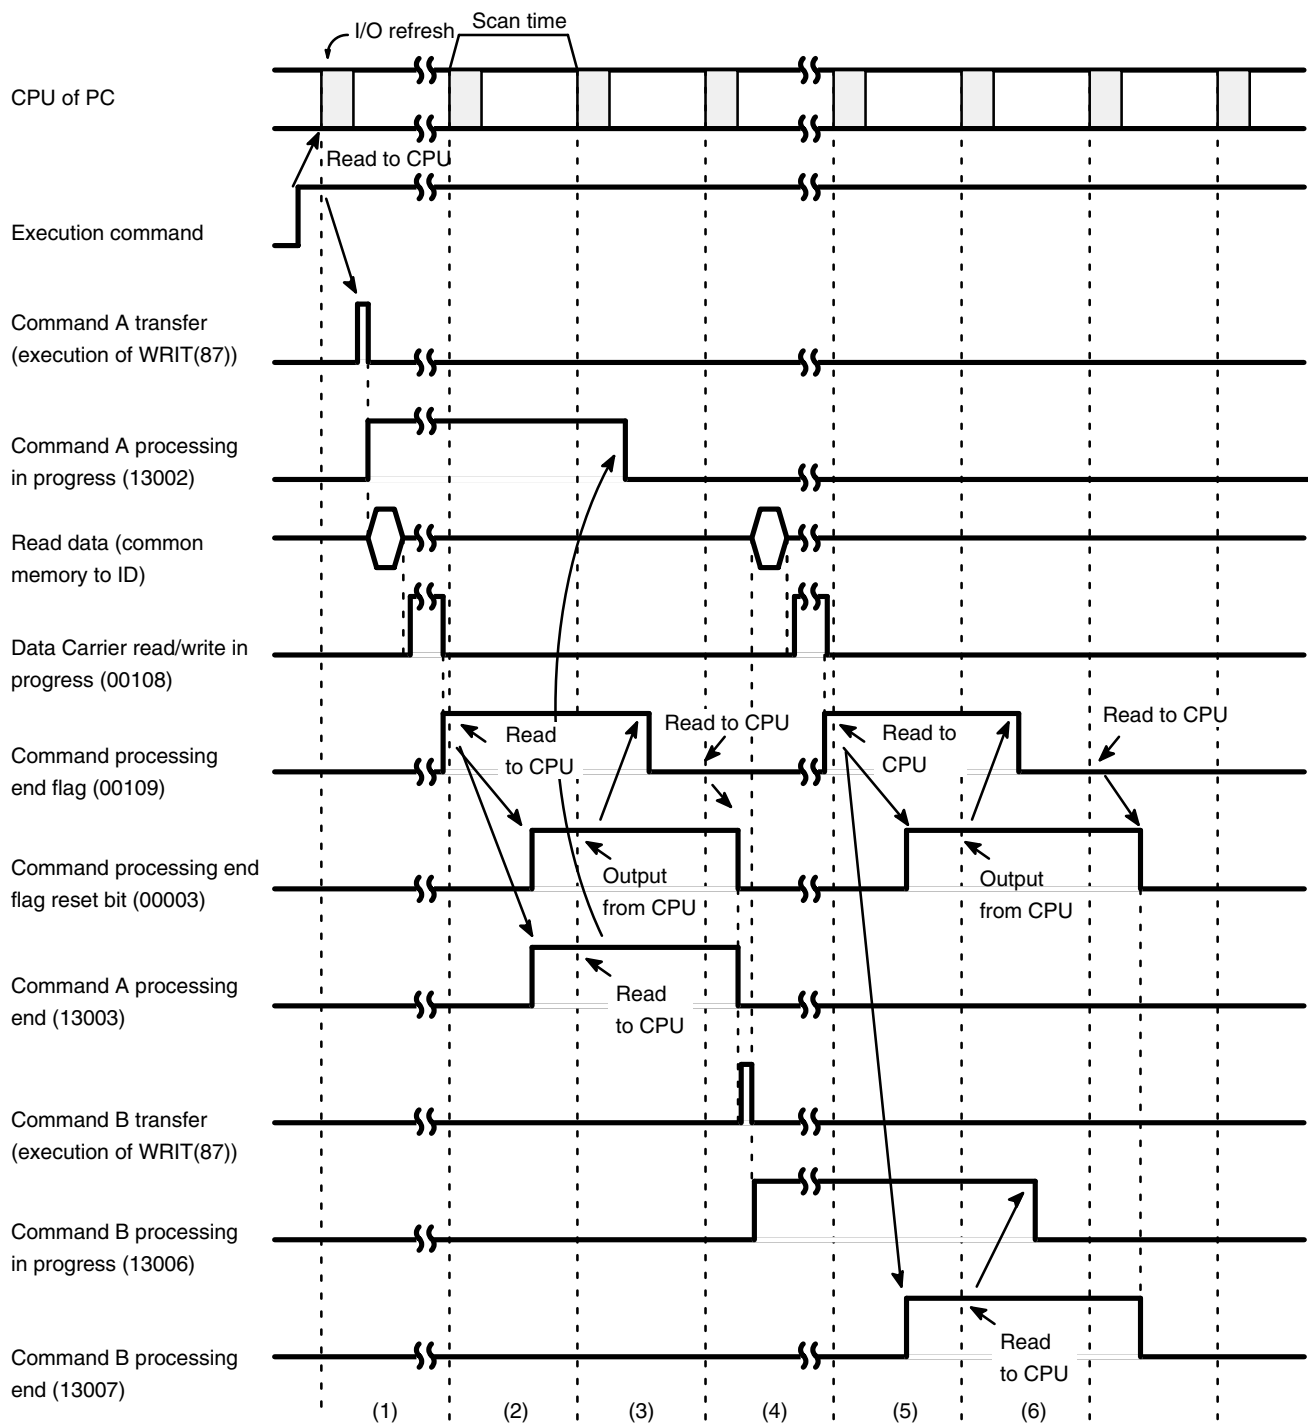 I/O refresh
Scan time
CPU of PC
Read to CPU
Execution command
Command A transfer
(execution of WRIT(87))
Command A processing
in progress (13002)
Read data (common
memory to ID)
Data Carrier read/write in
progress (00108)
Read
to CPU
Read to CPU
Read to
CPU
Read to CPU
Command processing
end flag (00109)
Command processing end
flag reset bit (00003)
Output
from CPU
Output
from CPU
Command A processing
end (13003)
Read
to CPU
Command B transfer
(execution of WRIT(87))
Command B processing
in progress (13006)
Command B processing
end (13007)
Read
to CPU
(1)
(2)
(3)
(4)
(5)
(6)